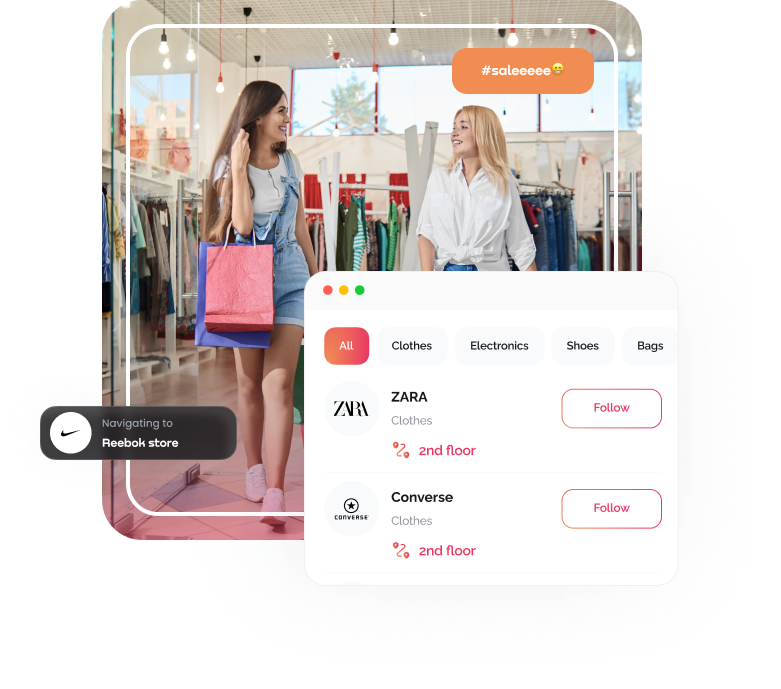 #saleeeee😁
All
Clothes
Electronics
Shoes
Bags
ZARA
ZARA
Clothes
2nd floor
Follow
CONVERSE
Converse
Clothes
2nd floor
Follow
Navigating to
Reebok store